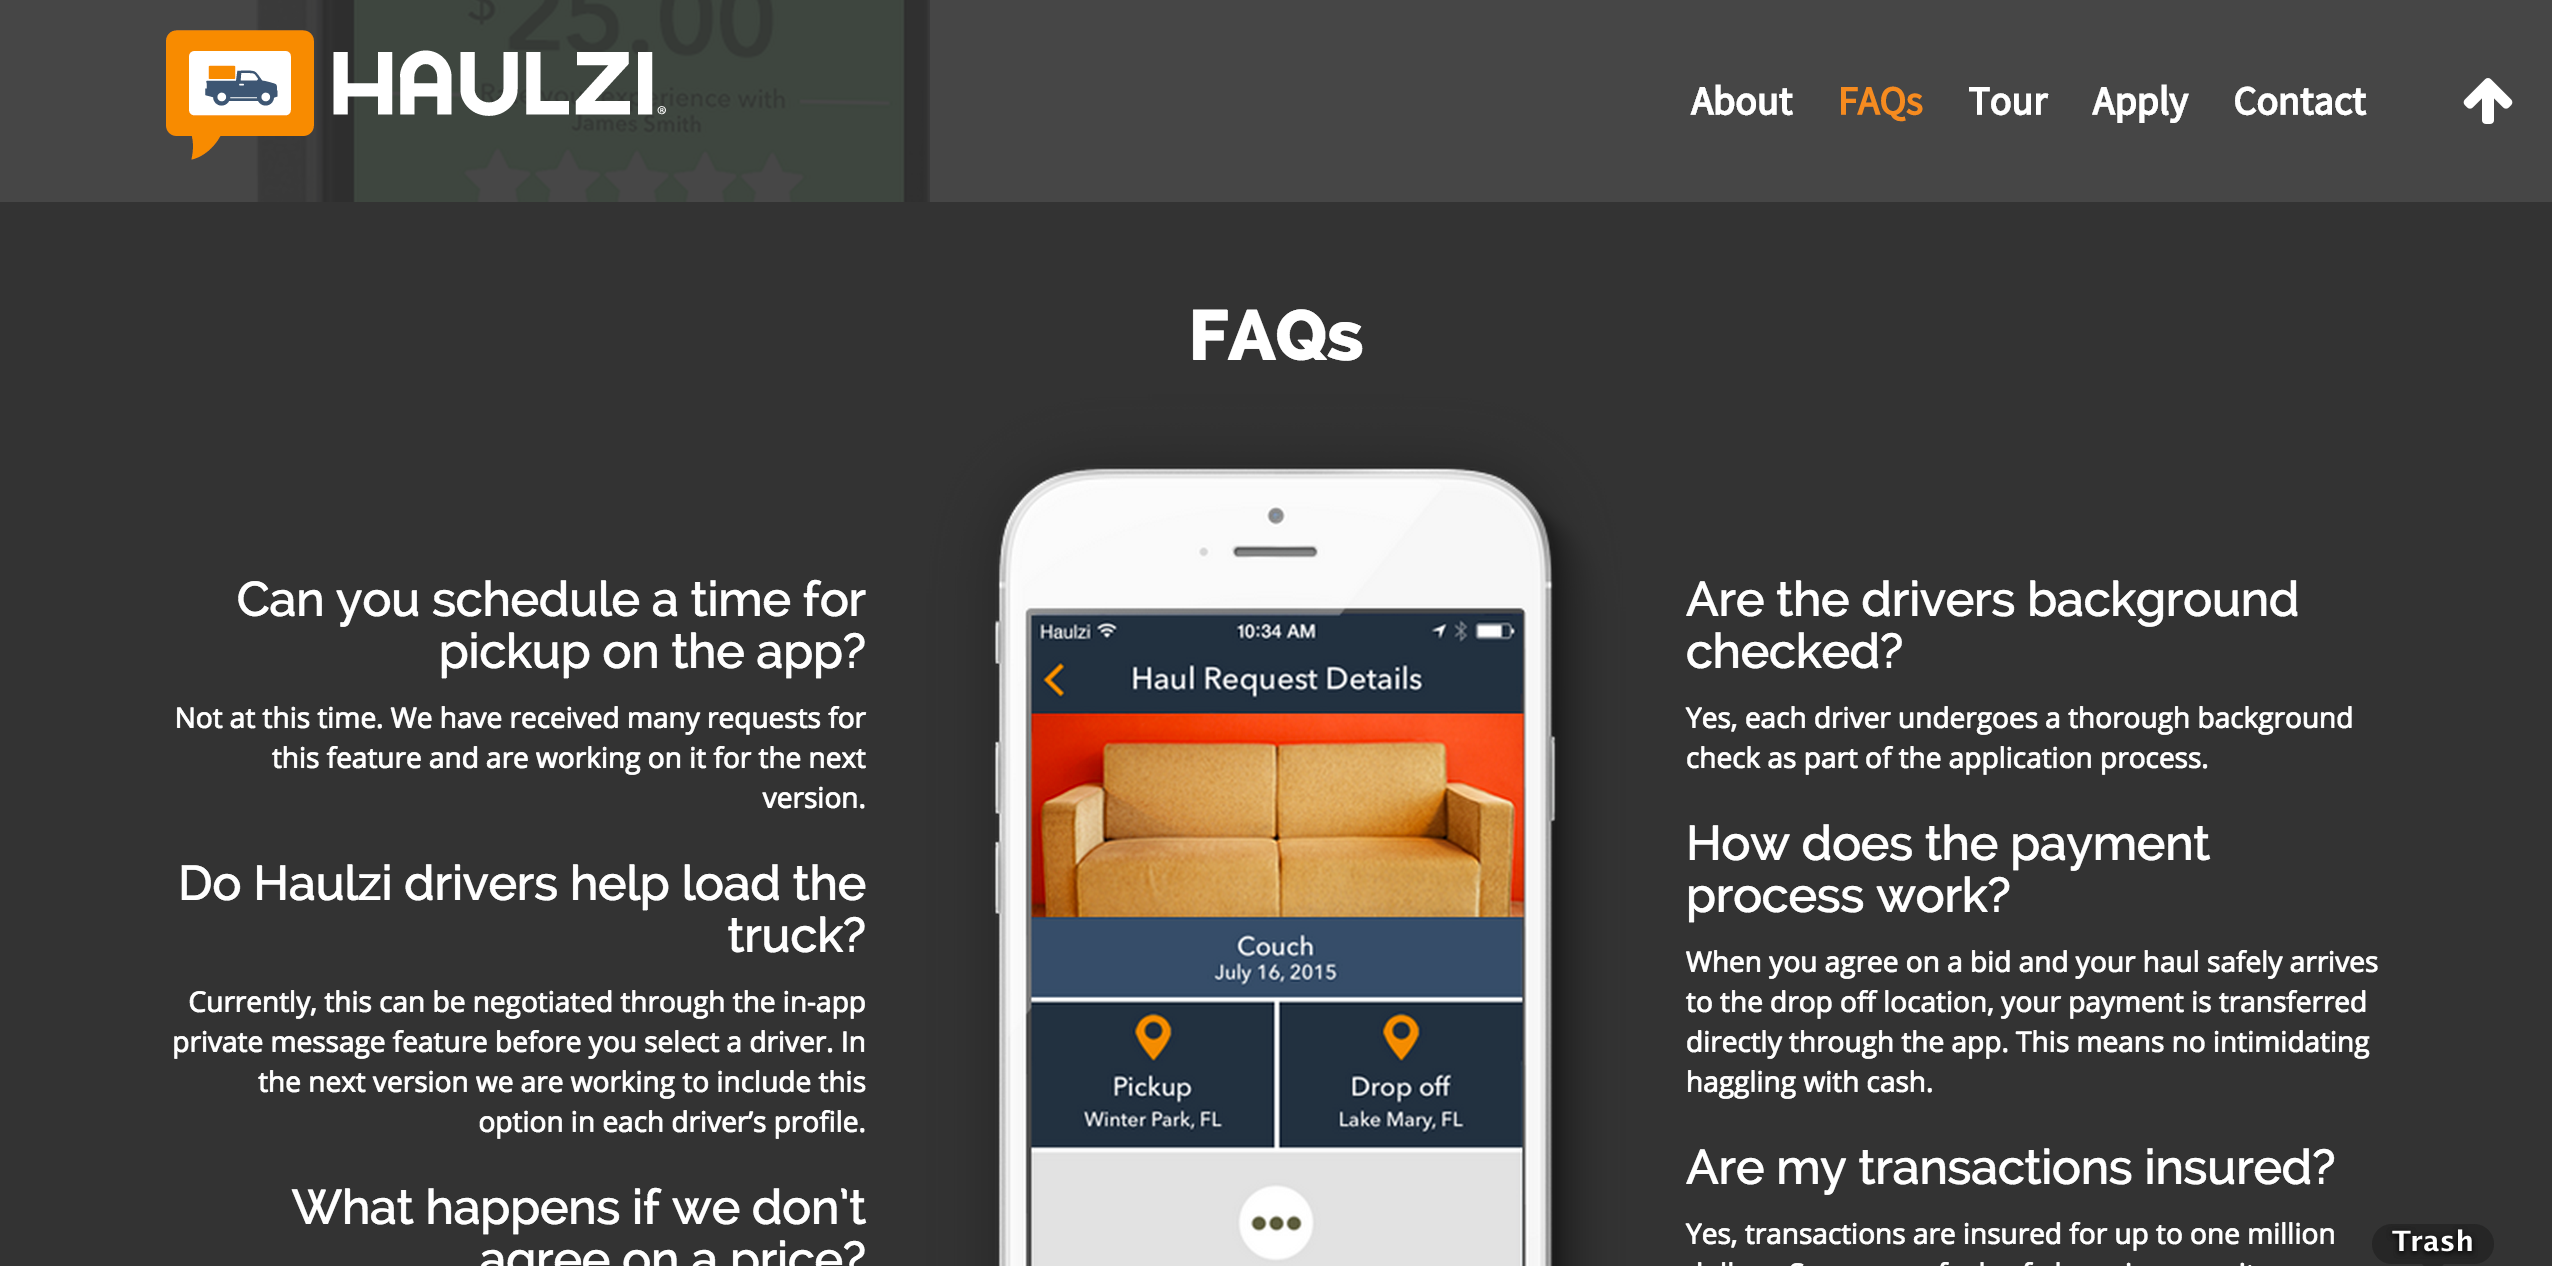 $25.00
HAULZI®
Rate your experience with
James Smith
About FAQs Tour Apply Contact
FAQs
Can you schedule a time for
pickup on the app?
Not at this time. We have received many requests for
this feature and are working on it for the next
version.
Do Haulzi drivers help load the
truck?
Currently, this can be negotiated through the in-app
private message feature before you select a driver. In
the next version we are working to include this
option in each driver’s profile.
What happens if we don’t
agree on a price?
Haulzi 10:34 AM
Haul Request Details
Couch
July 16, 2015
Pickup
Winter Park, FL
Drop off
Lake Mary, FL
Are the drivers background
checked?
Yes, each driver undergoes a thorough background
check as part of the application process.
How does the payment
process work?
When you agree on a bid and your haul safely arrives
to the drop off location, your payment is transferred
directly through the app. This means no intimidating
haggling with cash.
Are my transactions insured?
Yes, transactions are insured for up to one million
Trash